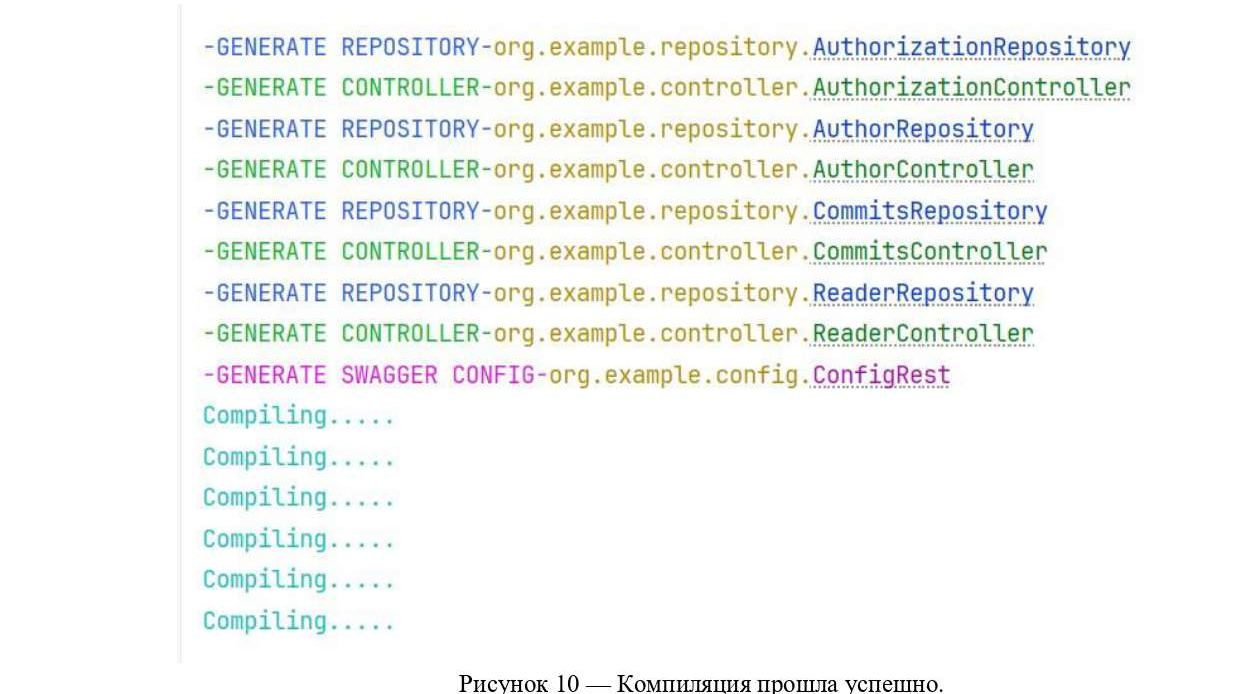 -GENERATE REPOSITORY-org.example.repository.AuthorizationRepository
-GENERATE CONTROLLER-org.example.controller.AuthorizationController
-GENERATE REPOSITORY-org.example.repository.AuthorRepository
-GENERATE CONTROLLER-org.example.controller.AuthorController
-GENERATE REPOSITORY-org.example.repository.CommitsRepository
-GENERATE CONTROLLER-org.example.controller.CommitsController
-GENERATE REPOSITORY-org.example.repository.ReaderRepository
-GENERATE CONTROLLER-org.example.controller.ReaderController
-GENERATE SWAGGER CONFIG-org.example.config.ConfigRest
Compiling.....
Compiling.....
Compiling.....
Compiling.....
Compiling.....
Compiling.....
Рисунок 10 — Компиляция прошла успешно.